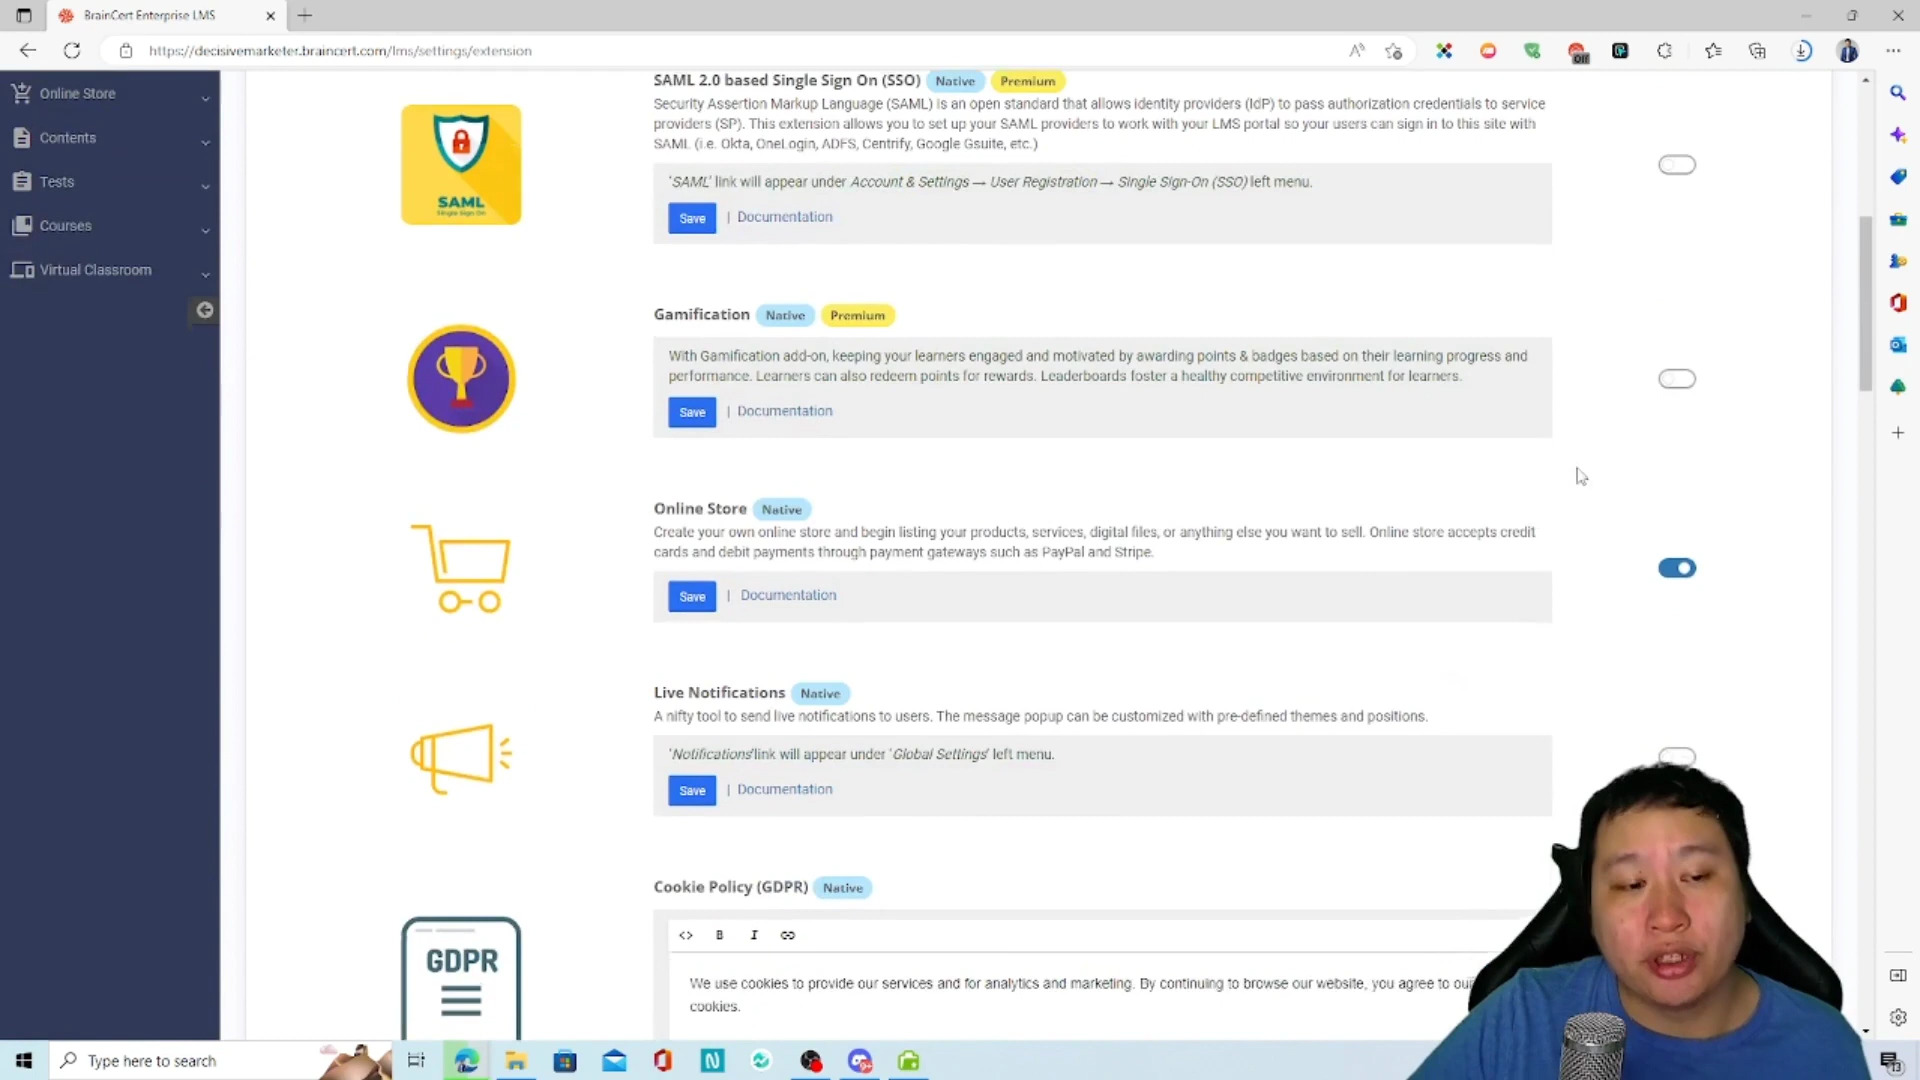 BrainCert Enterprise LMS
https://decisivemarketer.braincert.com/lms/settings/extension
Online Store
Contents
Tests
Courses
Virtual Classroom
SAML 2.0 based Single Sign On (SSO) Native Premium
Security Assertion Markup Language (SAML) is an open standard that allows identity providers (IdP) to pass authorization credentials to service
providers (SP). This extension allows you to set up your SAML providers to work with your LMS portal so your users can sign in to this site with
SAML (i.e. Okta, OneLogin, ADFS, Centrify, Google Gsuite, etc.)
SAML
Single Sign On
'SAML' link will appear under Account & Settings → User Registration → Single Sign-On (SSO) left menu.
Save | Documentation
Gamification Native Premium
With Gamification add-on, keeping your learners engaged and motivated by awarding points & badges based on their learning progress and
performance. Learners can also redeem points for rewards. Leaderboards foster a healthy competitive environment for learners.
Save | Documentation
Online Store Native
Create your own online store and begin listing your products, services, digital files, or anything else you want to sell. Online store accepts credit
cards and debit payments through payment gateways such as PayPal and Stripe.
Save | Documentation
Live Notifications Native
A nifty tool to send live notifications to users. The message popup can be customized with pre-defined themes and positions.
'Notifications'link will appear under 'Global Settings' left menu.
Save | Documentation
Cookie Policy (GDPR) Native
GDPR
<> B I
We use cookies to provide our services and for analytics and marketing. By continuing to browse our website, you agree to ou
cookies.
Type here to search